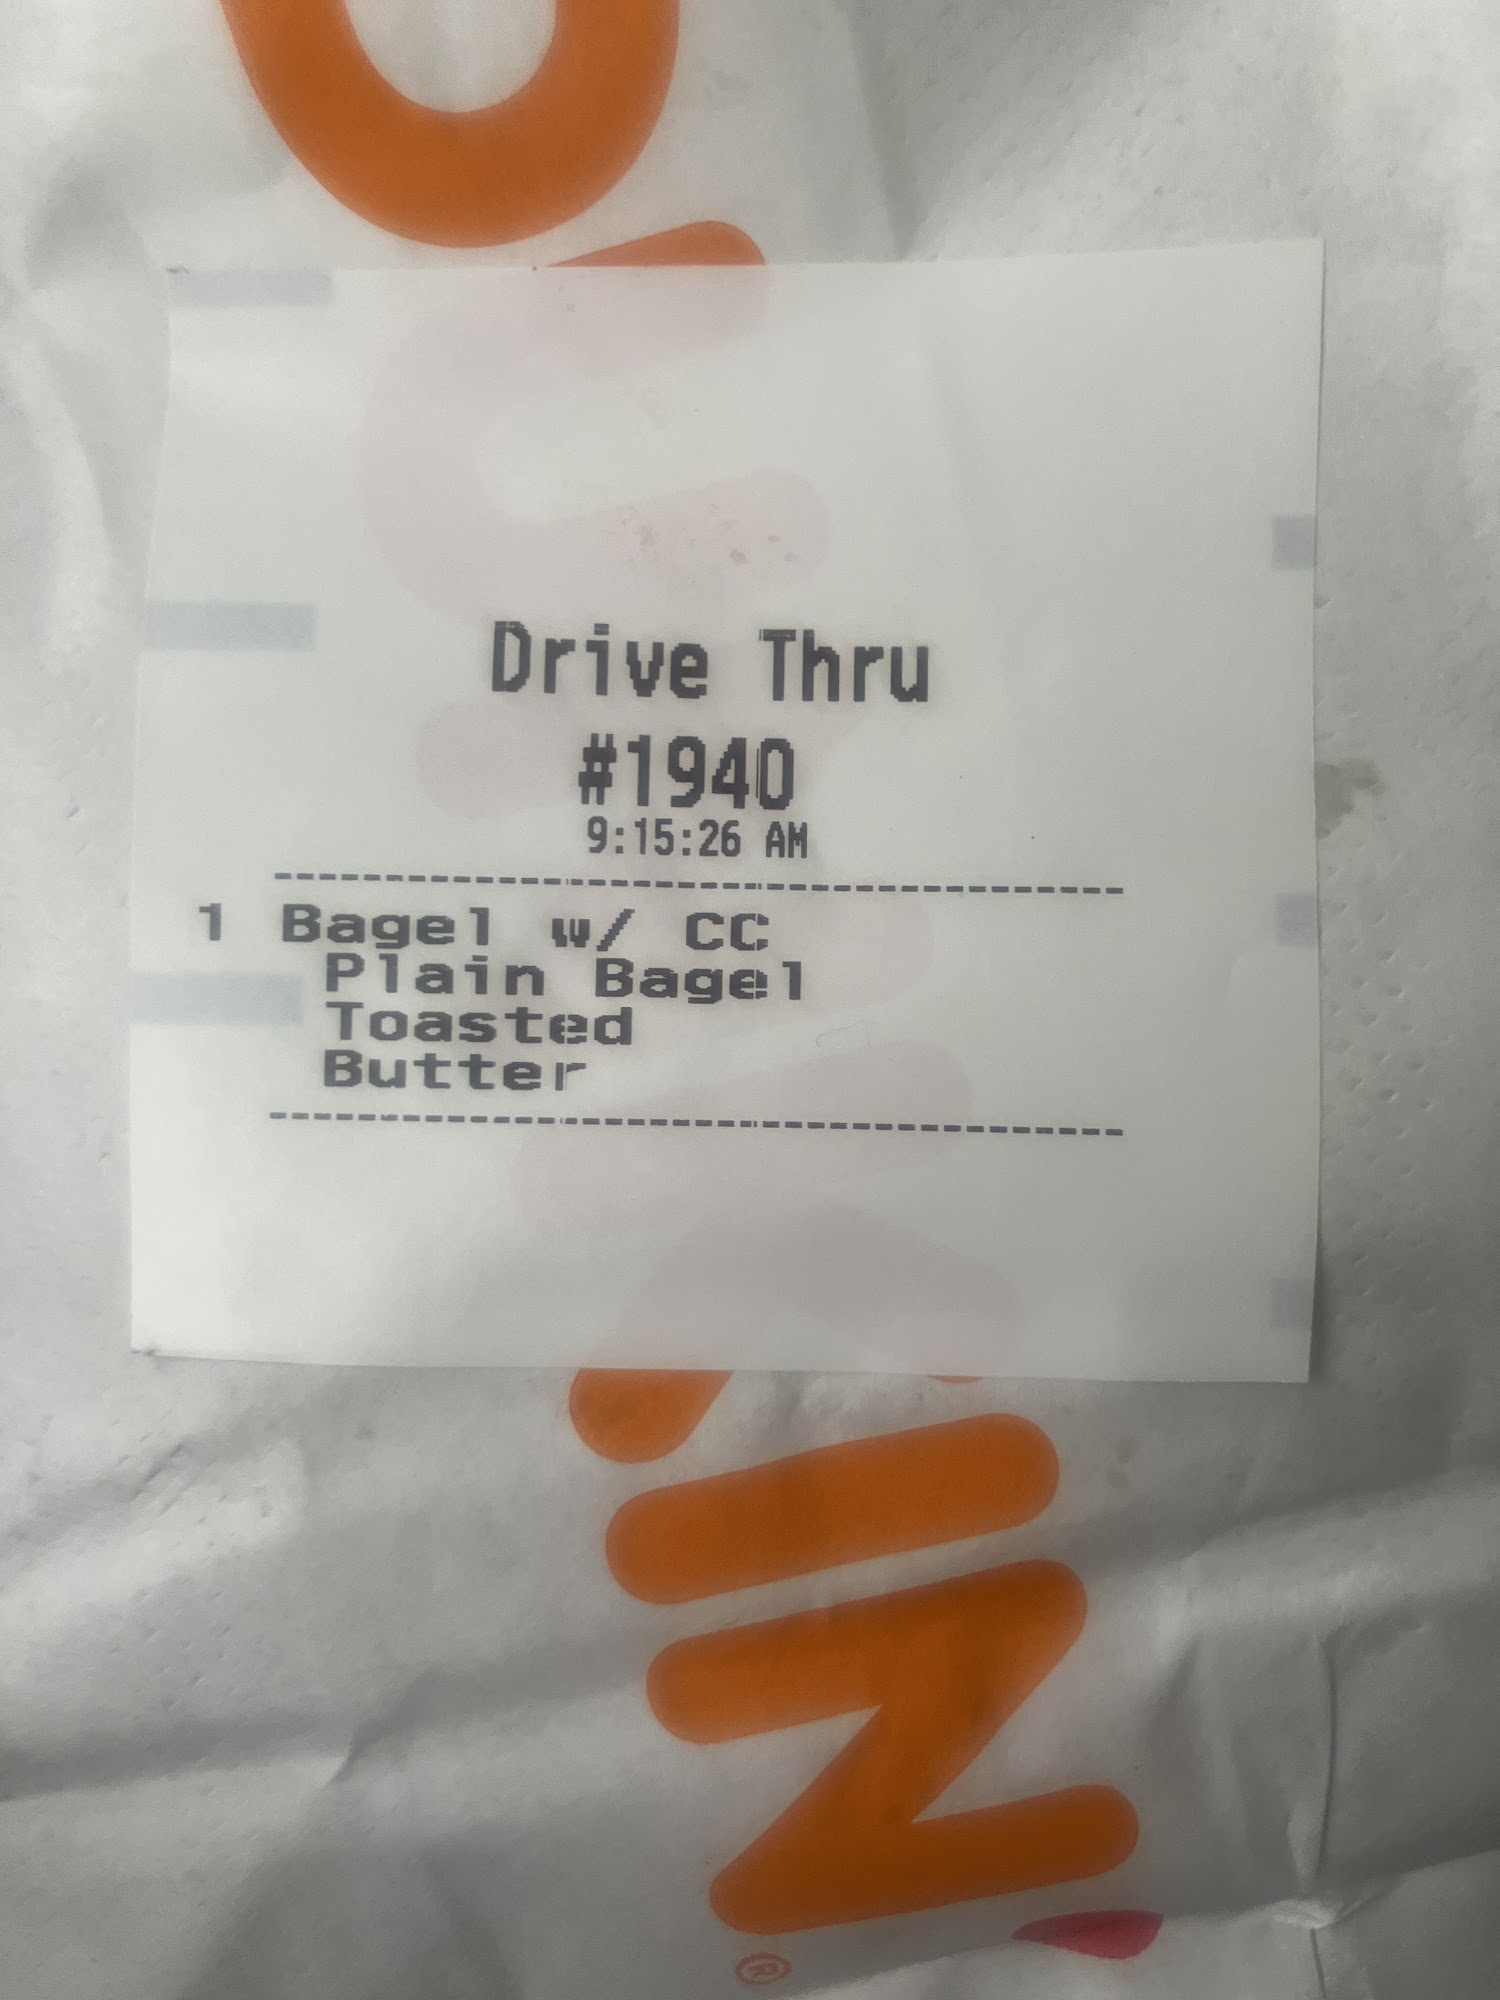 Drive Thru
#1940
9:15:26 AM
1 Bagel w/ CC
Plain Bagel
Toasted
Butter